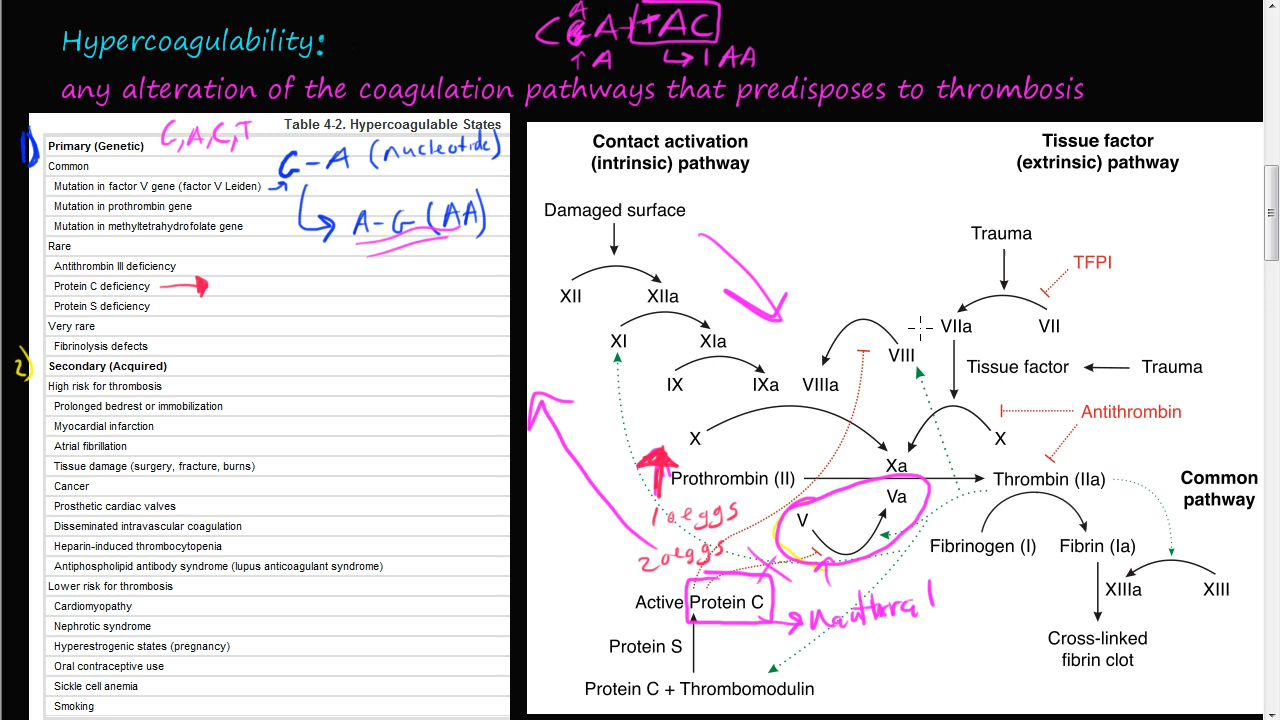 Hypercoagulability:
any alteration of the coagulation pathways that predisposes to thrombosis
A
↑ A
TAC
↳ 1 AA
Table 4-2. Hypercoagulable States
1)
Primary (Genetic)
C, A, C, T
G-A (nucleotide)
↳ A-G (AA)
Common
Mutation in factor V gene (factor V Leiden)
Mutation in prothrombin gene
Mutation in methyltetrahydrofolate gene
Rare
Antithrombin III deficiency
Protein C deficiency
Protein S deficiency
Very rare
Fibrinolysis defects
2)
Secondary (Acquired)
High risk for thrombosis
Prolonged bedrest or immobilization
Myocardial infarction
Atrial fibrillation
Tissue damage (surgery, fracture, burns)
Cancer
Prosthetic cardiac valves
Disseminated intravascular coagulation
Heparin-induced thrombocytopenia
Antiphospholipid antibody syndrome (lupus anticoagulant syndrome)
Lower risk for thrombosis
Cardiomyopathy
Nephrotic syndrome
Hyperestrogenic states (pregnancy)
Oral contraceptive use
Sickle cell anemia
Smoking
Contact activation
(intrinsic) pathway
Damaged surface
XII
XIIa
XI
XIa
IX
IXa
VIIIa
VIII
X
Xa
Prothrombin (II)
Va
V
10 eggs
20 eggs
Active Protein C
Protein S
Protein C + Thrombomodulin
Tissue factor
(extrinsic) pathway
Trauma
TFPI
VIIa
VII
Tissue factor
Trauma
Antithrombin
X
Thrombin (IIa)
Common
pathway
Fibrinogen (I)
Fibrin (Ia)
XIIIa
XIII
Cross-linked
fibrin clot